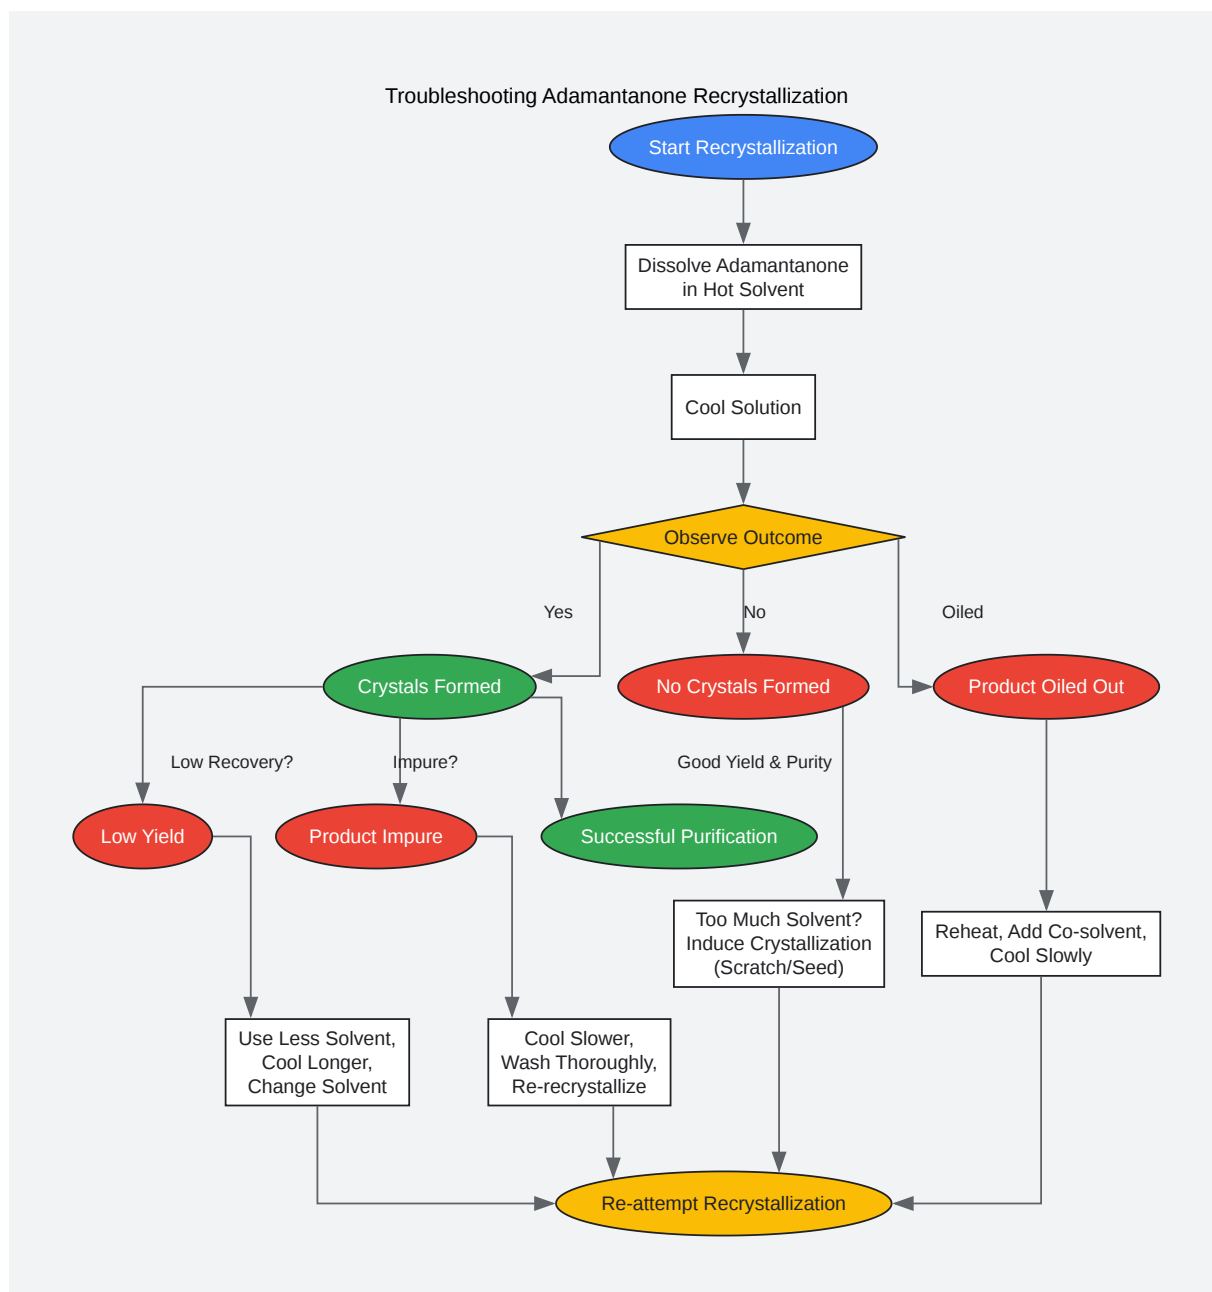 Troubleshooting Adamantanone Recrystallization
Start Recrystallization
Dissolve Adamantanone
in Hot Solvent
Cool Solution
Observe Outcome
Yes
No
Oiled
Crystals Formed
No Crystals Formed
Product Oiled Out
Low Recovery?
Impure?
Good Yield & Purity
Low Yield
Product Impure
Successful Purification
Too Much Solvent?
Induce Crystallization
(Scratch/Seed)
Reheat, Add Co-solvent,
Cool Slowly
Use Less Solvent,
Cool Longer,
Change Solvent
Cool Slower,
Wash Thoroughly,
Re-recrystallize
Re-attempt Recrystallization